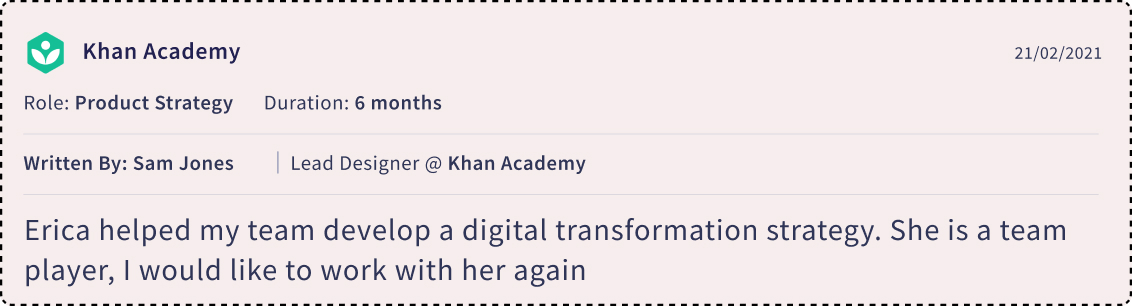 Khan Academy 21/02/2021
Role: Product Strategy Duration: 6 months
Written By: Sam Jones | Lead Designer @ Khan Academy
Erica helped my team develop a digital transformation strategy. She is a team
player, I would like to work with her again